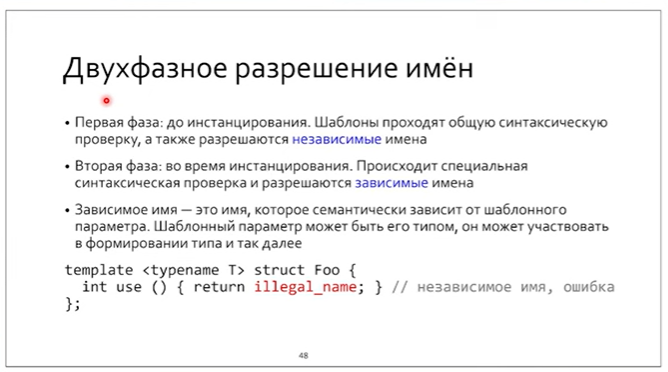 Двухфазное разрешение имён
• Первая фаза: до инстанцирования. Шаблоны проходят общую синтаксическую
проверку, а также разрешаются независимые имена
• Вторая фаза: во время инстанцирования. Происходит специальная
синтаксическая проверка и разрешаются зависимые имена
• Зависимое имя — это имя, которое семантически зависит от шаблонного
параметра. Шаблонный параметр может быть его типом, он может участвовать
в формировании типа и так далее
template <typename T> struct Foo {
  int use () { return illegal_name; } // независимое имя, ошибка
};
48